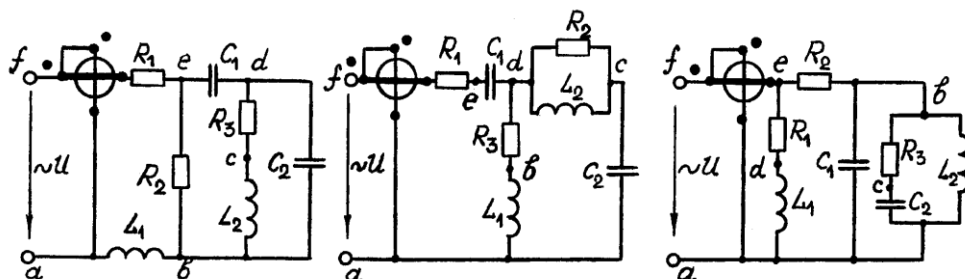 f R₁ e C₁ d
R₃
~U R₂ c C₂
L₂
L₁
a b
R₂
f R₁ C₁ d c
e L₂
R₃
~U b C₂
L₁
a
f e R₂
b
R₁ R₃
~U d C₁ c L₂
L₁ C₂
a